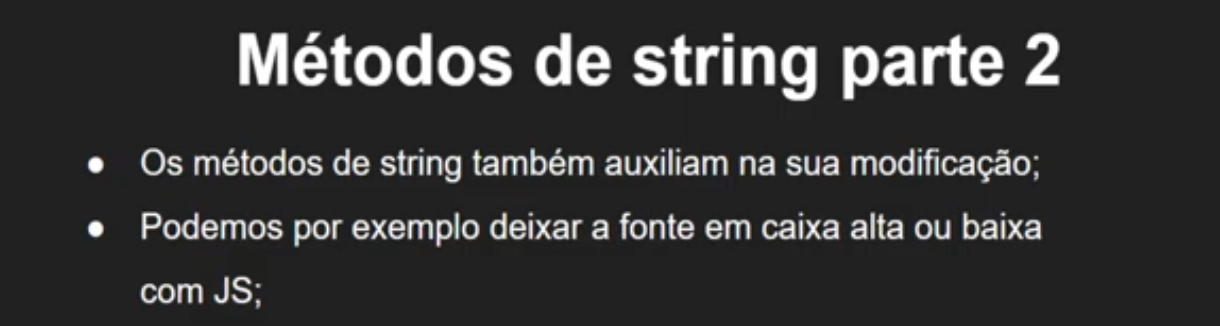 Métodos de string parte 2
● Os métodos de string também auxiliam na sua modificação;
● Podemos por exemplo deixar a fonte em caixa alta ou baixa
com JS;